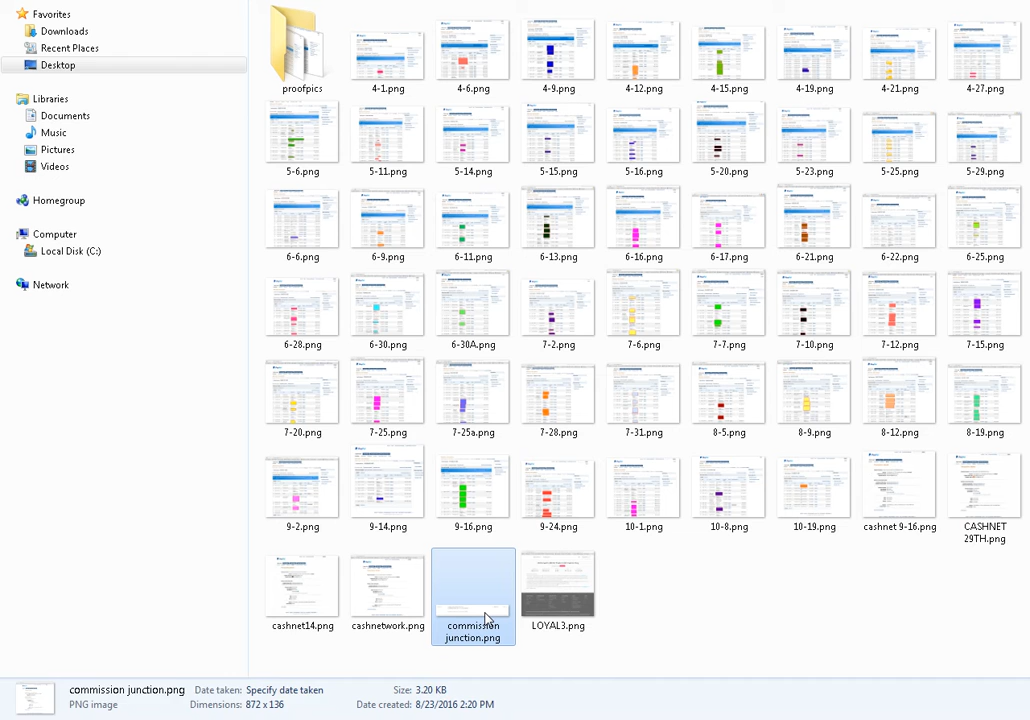 Favorites
Downloads
Recent Places
Desktop
Libraries
Documents
Music
Pictures
Videos
Homegroup
Computer
Local Disk (C:)
Network
proofpics
4-1.png
4-6.png
4-9.png
4-12.png
4-15.png
4-19.png
4-21.png
4-27.png
5-6.png
5-11.png
5-14.png
5-15.png
5-16.png
5-20.png
5-23.png
5-25.png
5-29.png
6-6.png
6-9.png
6-11.png
6-13.png
6-16.png
6-17.png
6-21.png
6-22.png
6-25.png
6-28.png
6-30.png
6-30A.png
7-2.png
7-6.png
7-7.png
7-10.png
7-12.png
7-15.png
7-20.png
7-25.png
7-25a.png
7-28.png
7-31.png
8-5.png
8-9.png
8-12.png
8-19.png
9-2.png
9-14.png
9-16.png
9-24.png
10-1.png
10-8.png
10-19.png
cashnet 9-16.png
CASHNET
29TH.png
cashnet14.png
cashnetwork.png
commission
junction.png
LOYAL3.png
commission junction.png Date taken: Specify date taken Size: 3.20 KB
PNG image Dimensions: 872 x 136 Date created: 8/23/2016 2:20 PM